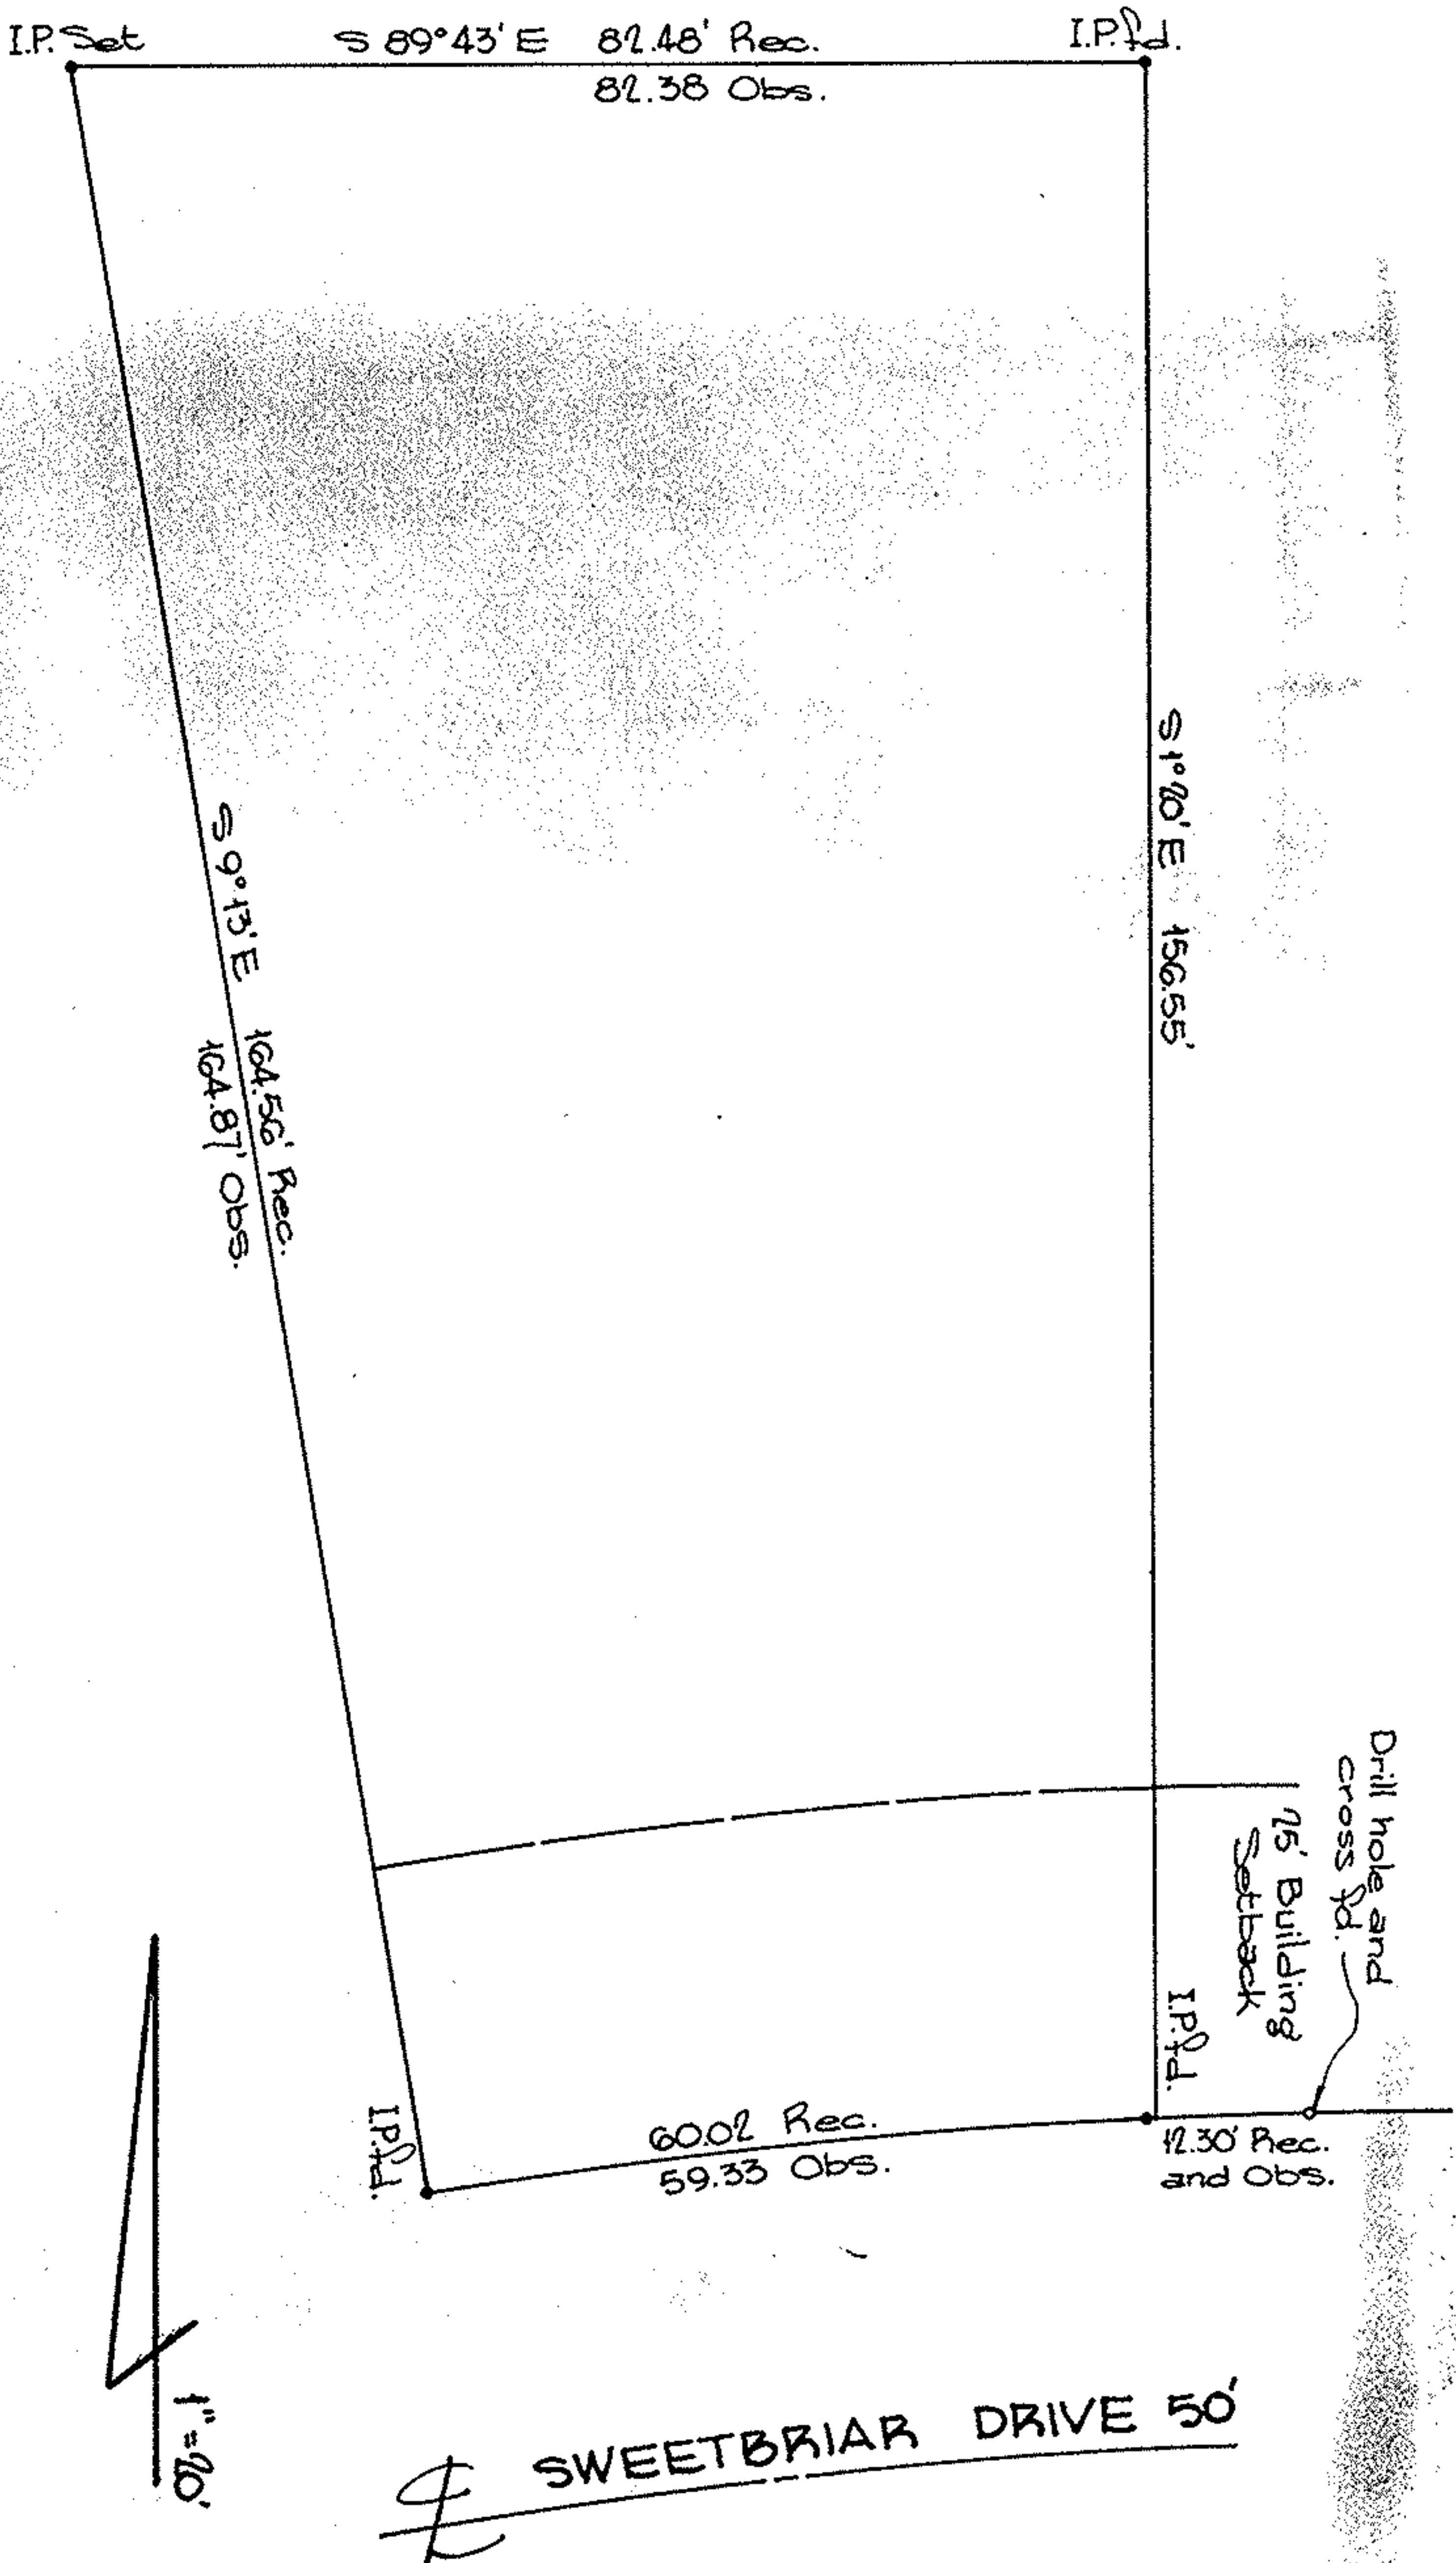 I.P. Set
S 89°43' E 82.48' Rec.
I.P. fd.
82.38 Obs.
S 1°20' E 156.55'
S 9°13' E 164.56' Rec.
164.87' Obs.
Drill hole and
cross fd.
25' Building
Setback
I.P. fd.
I.P. fd.
60.02 Rec.
59.33 Obs.
12.30' Rec.
and Obs.
1" = 20'
SWEETBRIAR DRIVE 50'
℄